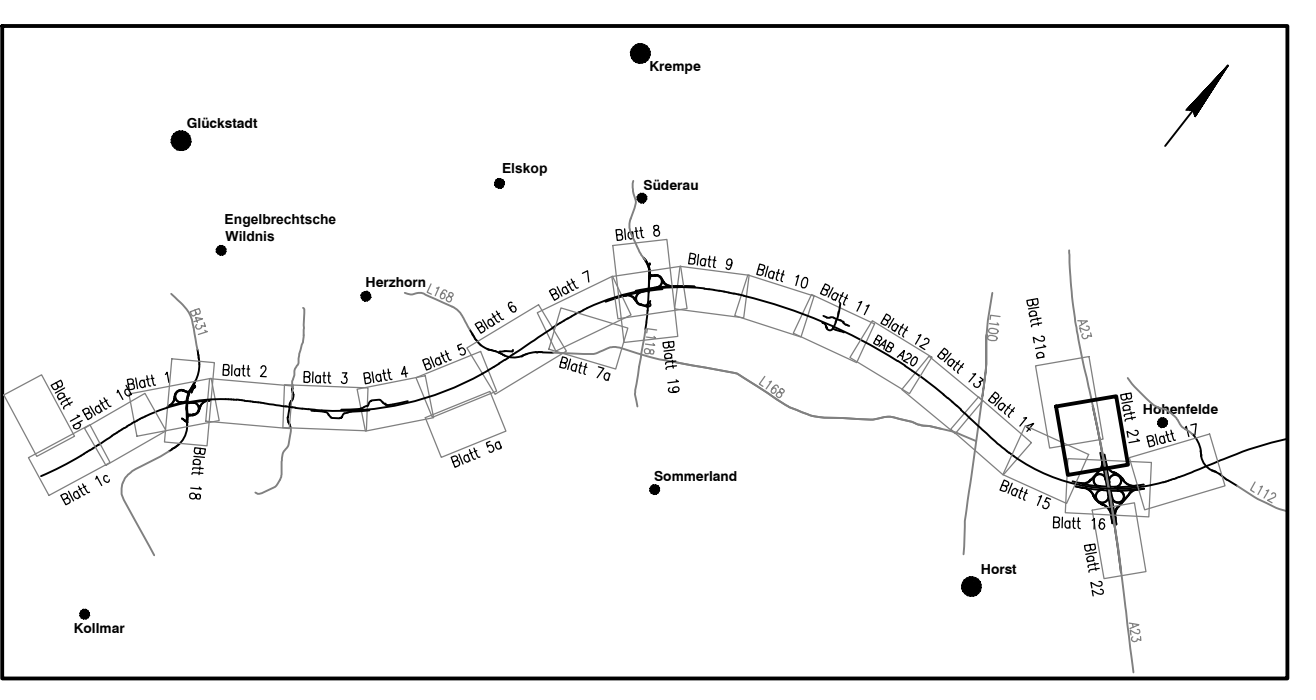 Krempe
Glückstadt
Elskop
Süderau
Engelbrechtsche
Wildnis
Herzhorn
L168
B431
Blatt 8
Blatt 9
Blatt 10
Blatt 11
Blatt 12
Blatt 13
Blatt 14
BAB A20
Blatt 7
Blatt 6
Blatt 5
Blatt 4
Blatt 3
Blatt 2
Blatt 1
Blatt 1a
Blatt 1b
Blatt 1c
Blatt 18
Blatt 5a
Blatt 7a
L118
Blatt 19
L168
L100
Blatt 21a
A23
Blatt 21
Hohenfelde
Blatt 17
L112
Blatt 15
Blatt 16
Blatt 22
A23
Sommerland
Horst
Kollmar